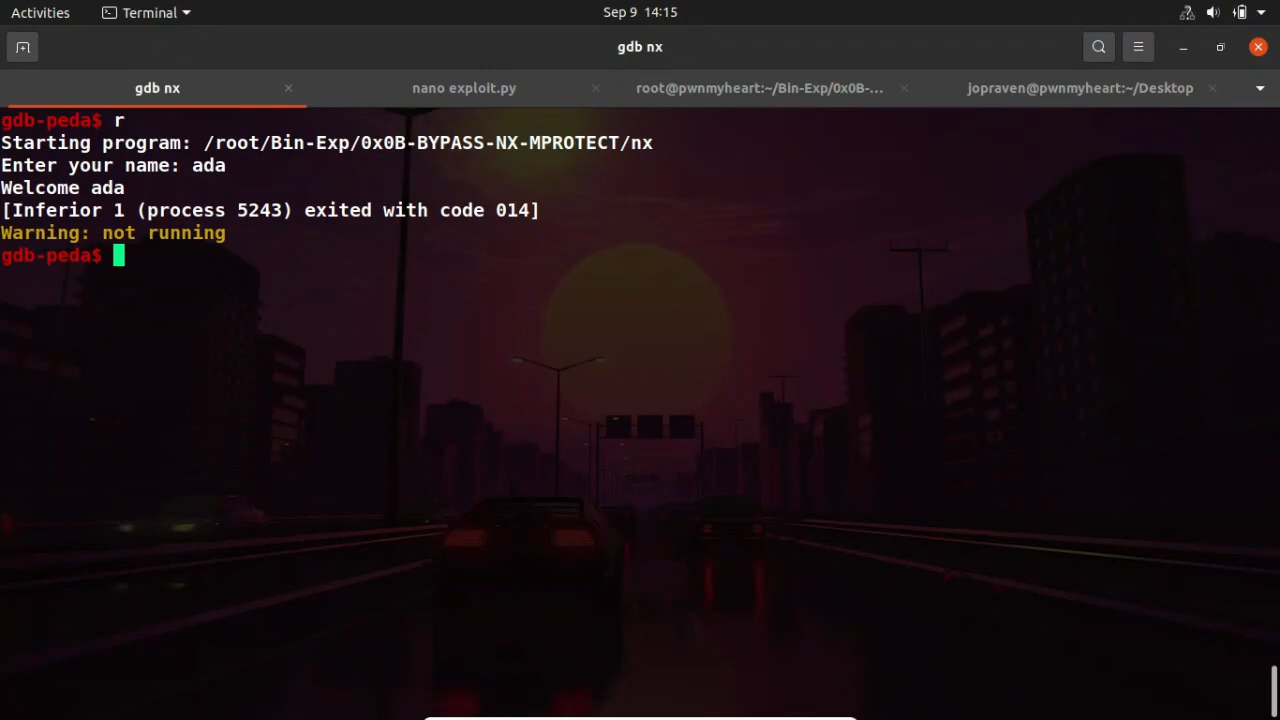 Activities Terminal Sep 9 14:15
gdb nx
gdb nx nano exploit.py root@pwnmyheart:~/Bin-Exp/0x0B-... jopraven@pwnmyheart:~/Desktop
gdb-peda$ r
Starting program: /root/Bin-Exp/0x0B-BYPASS-NX-MPROTECT/nx
Enter your name: ada
Welcome ada
[Inferior 1 (process 5243) exited with code 014]
Warning: not running
gdb-peda$